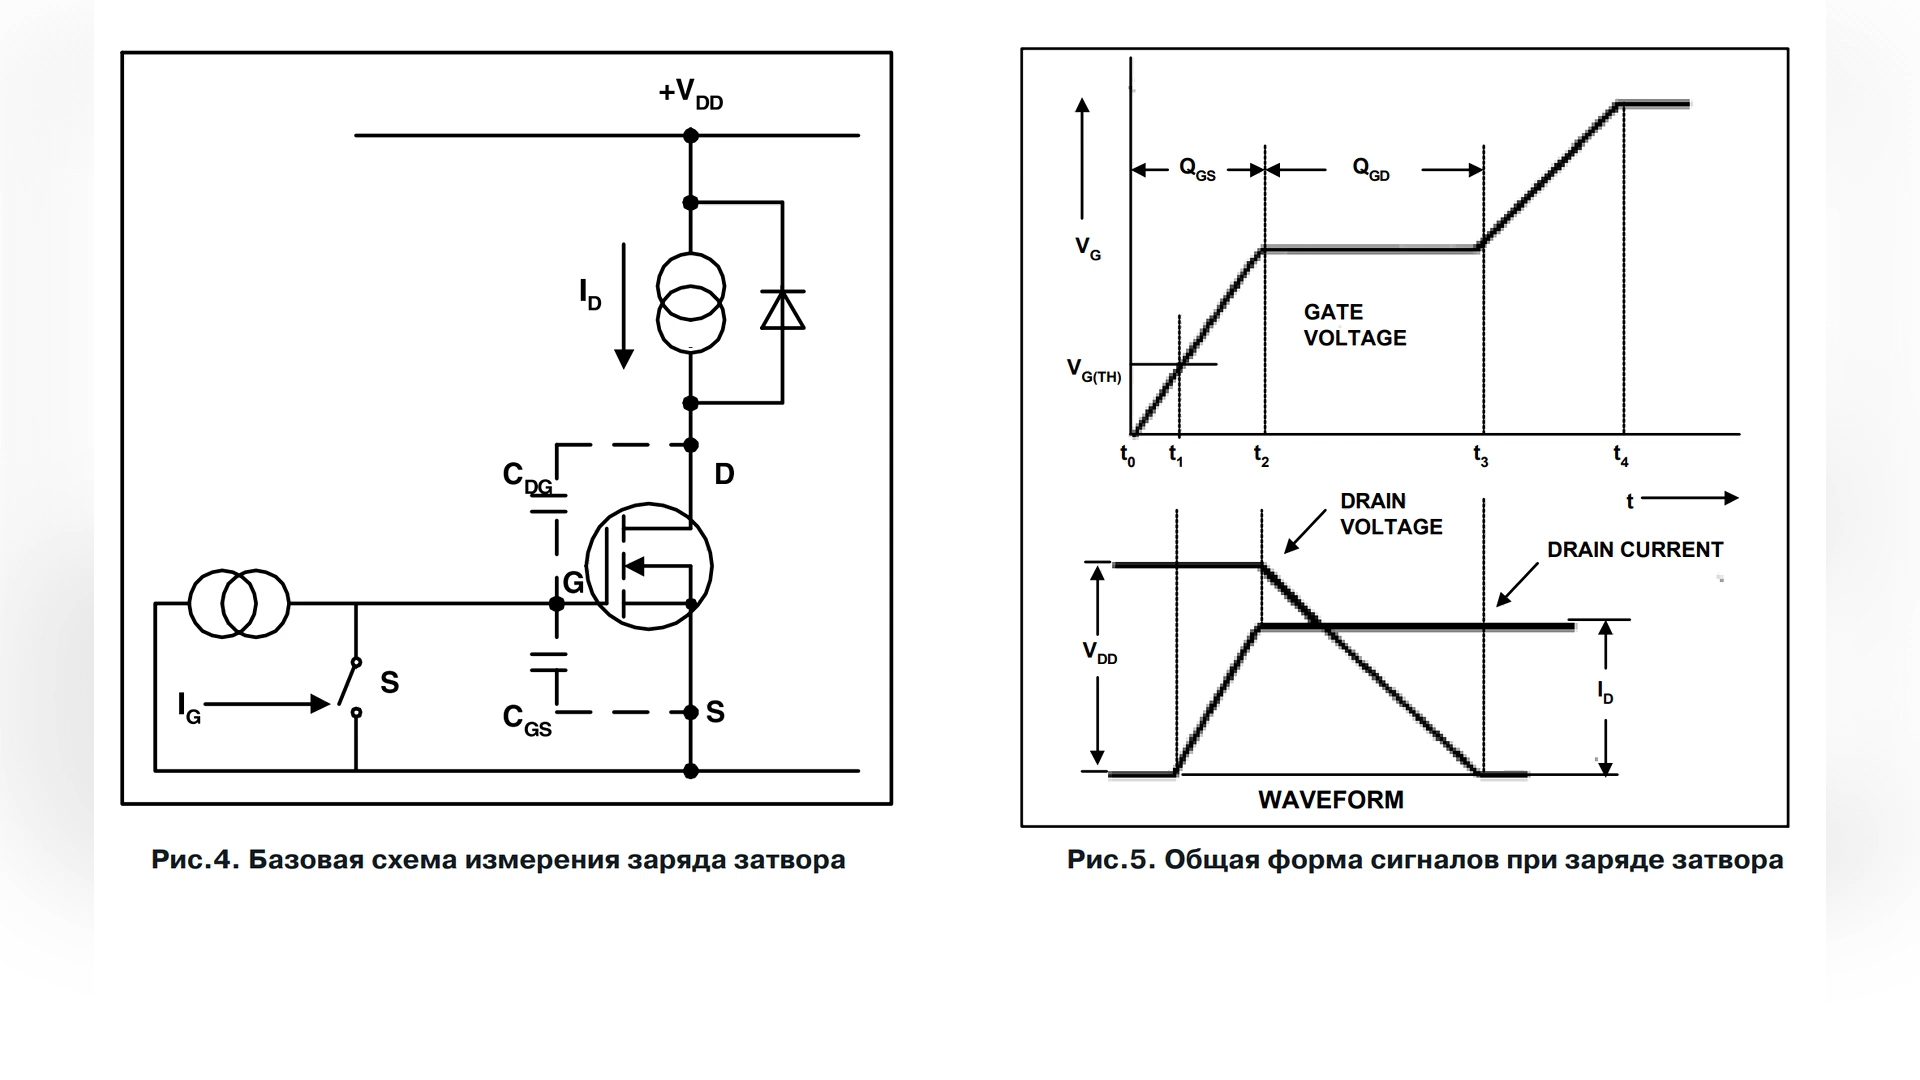 +VDD
ID
CDG
D
G
S
IG
CGS
S
Рис.4. Базовая схема измерения заряда затвора
QGS
QGD
VG
GATE
VOLTAGE
VG(TH)
t0
t1
t2
t3
t4
t
DRAIN
VOLTAGE
DRAIN CURRENT
VDD
ID
WAVEFORM
Рис.5. Общая форма сигналов при заряде затвора